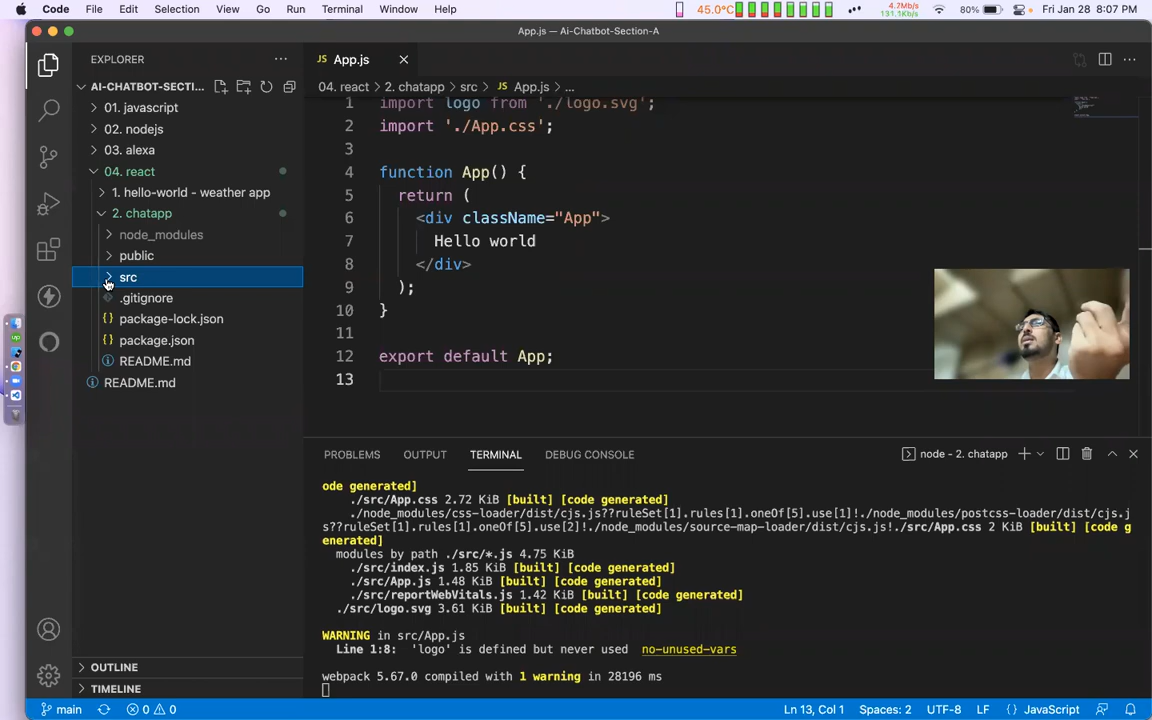 Code File Edit Selection View Go Run Terminal Window Help 45.0°C 4.7Mb/s 131.1Kb/s 80% Fri Jan 28 8:07 PM
App.js — Ai-Chatbot-Section-A
EXPLORER
AI-CHATBOT-SECTI...
01. javascript
02. nodejs
03. alexa
04. react
1. hello-world - weather app
2. chatapp
node_modules
public
src
.gitignore
{} package-lock.json
{} package.json
README.md
README.md
OUTLINE
TIMELINE
JS App.js
04. react > 2. chatapp > src > JS App.js > ...
1 import logo from './logo.svg';
2 import './App.css';
3
4 function App() {
5 return (
6 <div className="App">
7 Hello world
8 </div>
9 );
10 }
11
12 export default App;
13
PROBLEMS OUTPUT TERMINAL DEBUG CONSOLE node - 2. chatapp
ode generated]
./src/App.css 2.72 KiB [built] [code generated]
./node_modules/css-loader/dist/cjs.js??ruleSet[1].rules[1].oneOf[5].use[1]!./node_modules/postcss-loader/dist/cjs.j
s??ruleSet[1].rules[1].oneOf[5].use[2]!./node_modules/source-map-loader/dist/cjs.js!./src/App.css 2 KiB [built] [code g
enerated]
modules by path ./src/*.js 4.75 KiB
./src/index.js 1.85 KiB [built] [code generated]
./src/App.js 1.48 KiB [built] [code generated]
./src/reportWebVitals.js 1.42 KiB [built] [code generated]
./src/logo.svg 3.61 KiB [built] [code generated]
WARNING in src/App.js
Line 1:8: 'logo' is defined but never used no-unused-vars
webpack 5.67.0 compiled with 1 warning in 28196 ms
main 0 0 Ln 13, Col 1 Spaces: 2 UTF-8 LF {} JavaScript